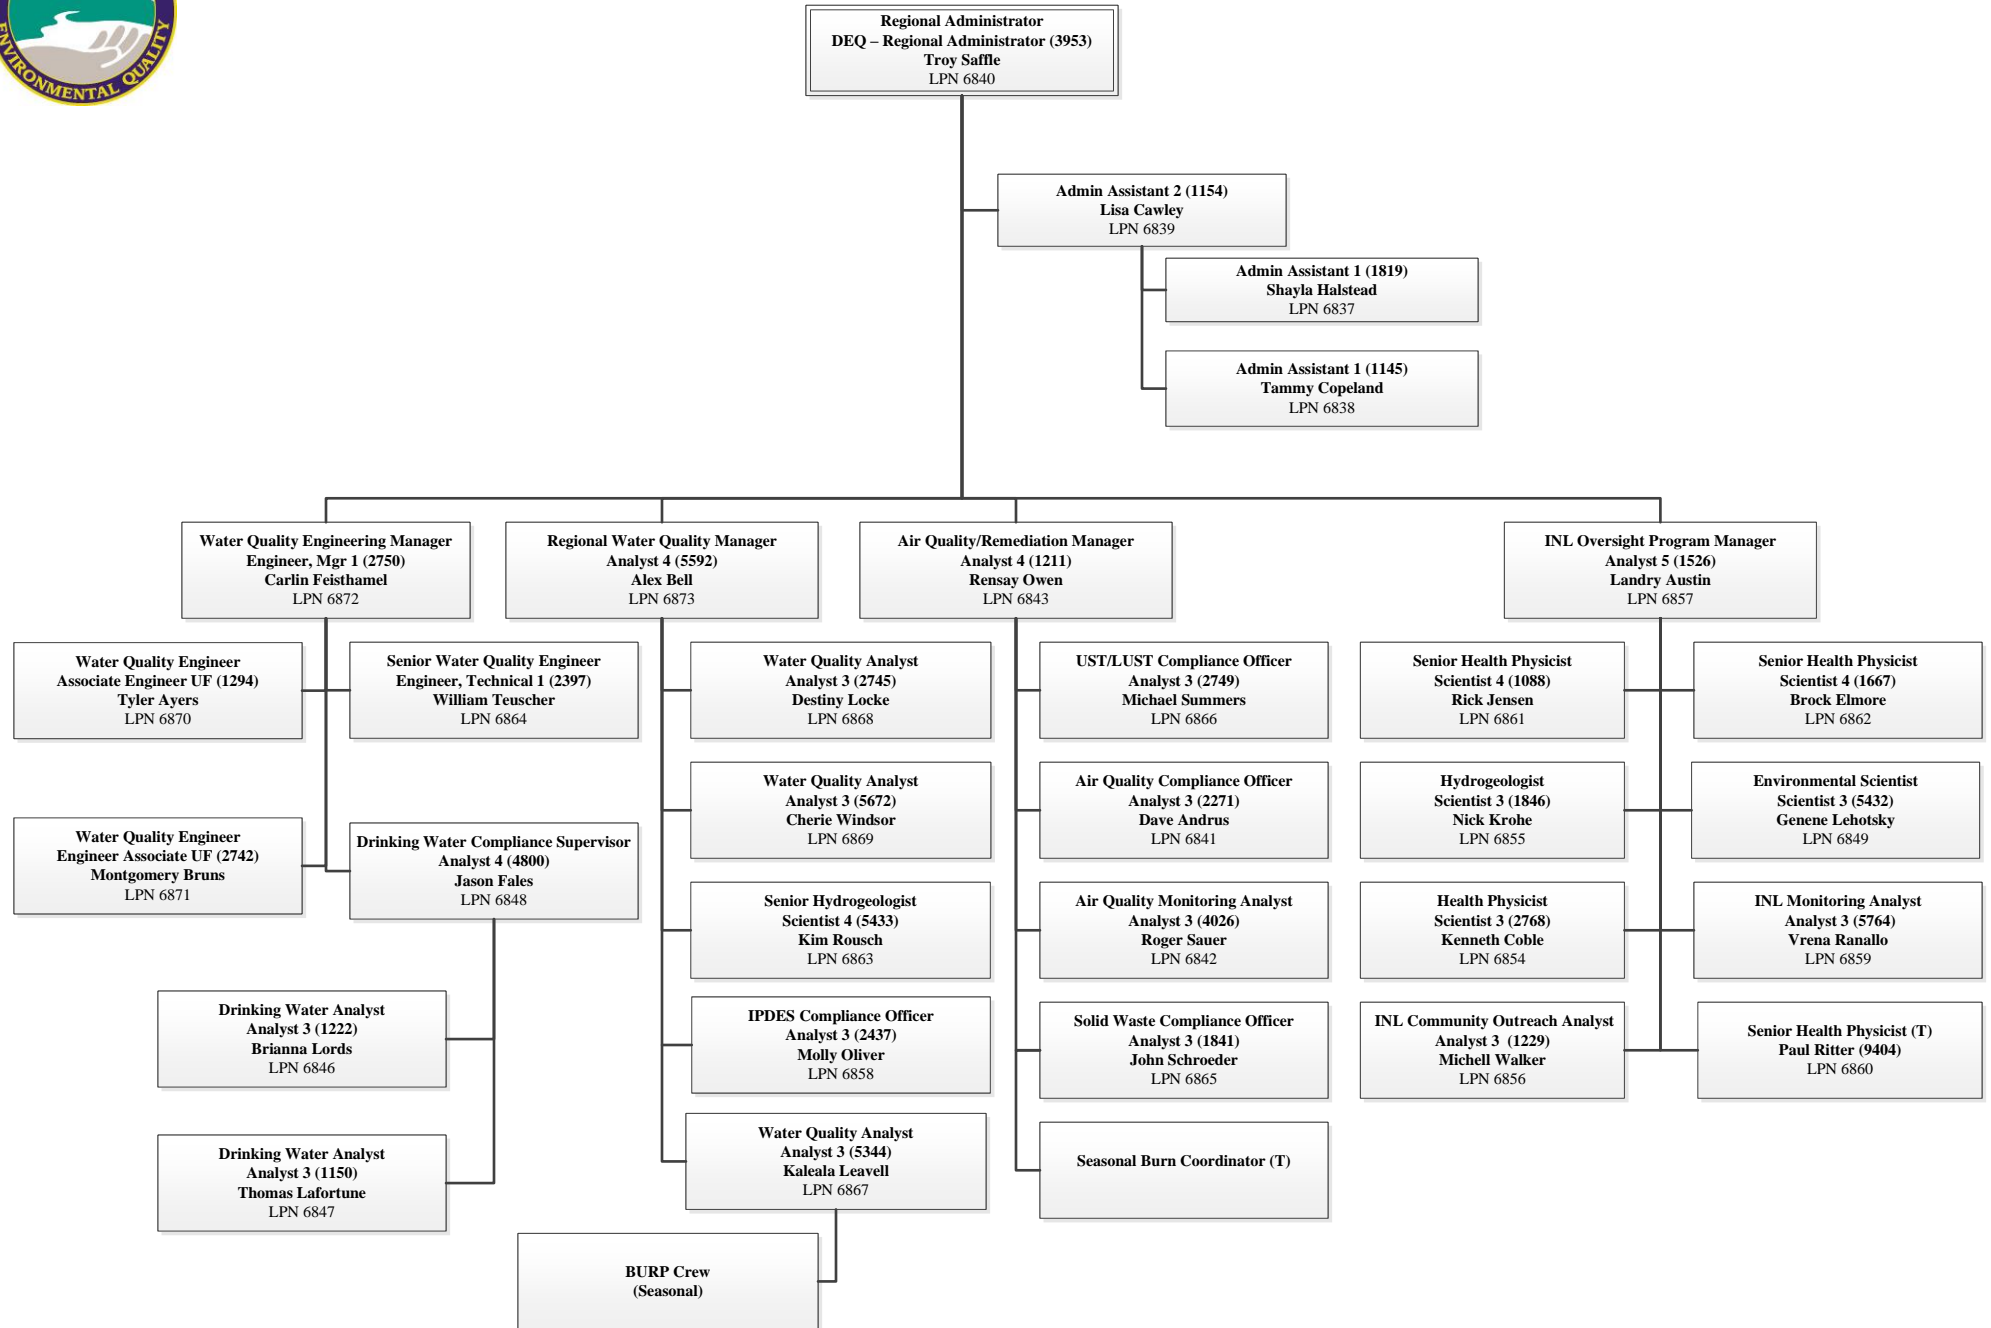 ENVIRONMENTAL QUALITY
Regional Administrator
DEQ – Regional Administrator (3953)
Troy Saffle
LPN 6840
Admin Assistant 2 (1154)
Lisa Cawley
LPN 6839
Admin Assistant 1 (1819)
Shayla Halstead
LPN 6837
Admin Assistant 1 (1145)
Tammy Copeland
LPN 6838
Water Quality Engineering Manager
Engineer, Mgr 1 (2750)
Carlin Feisthamel
LPN 6872
Regional Water Quality Manager
Analyst 4 (5592)
Alex Bell
LPN 6873
Air Quality/Remediation Manager
Analyst 4 (1211)
Rensay Owen
LPN 6843
INL Oversight Program Manager
Analyst 5 (1526)
Landry Austin
LPN 6857
Water Quality Engineer
Associate Engineer UF (1294)
Tyler Ayers
LPN 6870
Senior Water Quality Engineer
Engineer, Technical 1 (2397)
William Teuscher
LPN 6864
Water Quality Analyst
Analyst 3 (2745)
Destiny Locke
LPN 6868
UST/LUST Compliance Officer
Analyst 3 (2749)
Michael Summers
LPN 6866
Senior Health Physicist
Scientist 4 (1088)
Rick Jensen
LPN 6861
Senior Health Physicist
Scientist 4 (1667)
Brock Elmore
LPN 6862
Water Quality Analyst
Analyst 3 (5672)
Cherie Windsor
LPN 6869
Air Quality Compliance Officer
Analyst 3 (2271)
Dave Andrus
LPN 6841
Hydrogeologist
Scientist 3 (1846)
Nick Krohe
LPN 6855
Environmental Scientist
Scientist 3 (5432)
Genene Lehotsky
LPN 6849
Water Quality Engineer
Engineer Associate UF (2742)
Montgomery Bruns
LPN 6871
Drinking Water Compliance Supervisor
Analyst 4 (4800)
Jason Fales
LPN 6848
Senior Hydrogeologist
Scientist 4 (5433)
Kim Rousch
LPN 6863
Air Quality Monitoring Analyst
Analyst 3 (4026)
Roger Sauer
LPN 6842
Health Physicist
Scientist 3 (2768)
Kenneth Coble
LPN 6854
INL Monitoring Analyst
Analyst 3 (5764)
Vrena Ranallo
LPN 6859
Drinking Water Analyst
Analyst 3 (1222)
Brianna Lords
LPN 6846
IPDES Compliance Officer
Analyst 3 (2437)
Molly Oliver
LPN 6858
Solid Waste Compliance Officer
Analyst 3 (1841)
John Schroeder
LPN 6865
INL Community Outreach Analyst
Analyst 3 (1229)
Michell Walker
LPN 6856
Senior Health Physicist (T)
Paul Ritter (9404)
LPN 6860
Drinking Water Analyst
Analyst 3 (1150)
Thomas Lafortune
LPN 6847
Water Quality Analyst
Analyst 3 (5344)
Kaleala Leavell
LPN 6867
Seasonal Burn Coordinator (T)
BURP Crew
(Seasonal)